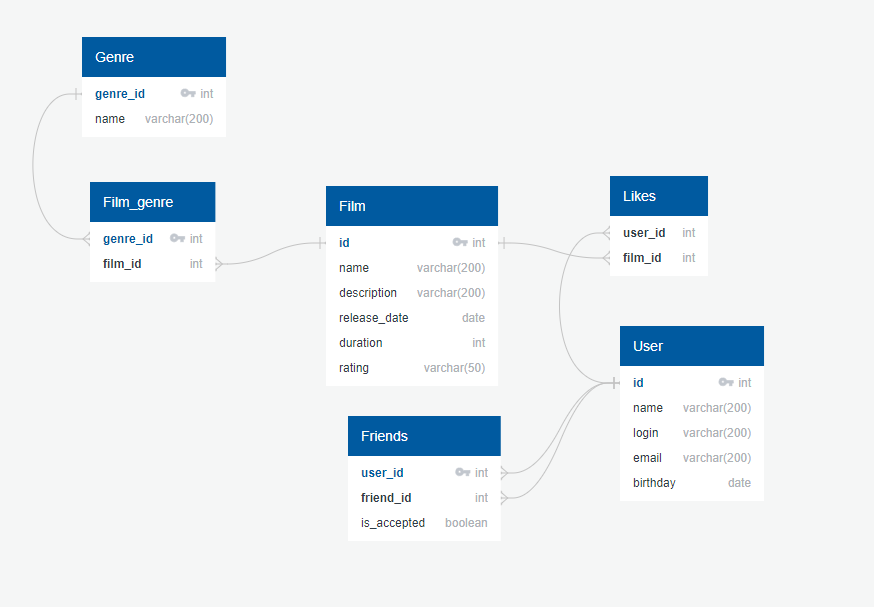 Genre
genre_id int
name varchar(200)
Film_genre
genre_id int
film_id int
Film
id int
name varchar(200)
description varchar(200)
release_date date
duration int
rating varchar(50)
Likes
user_id int
film_id int
User
id int
name varchar(200)
login varchar(200)
email varchar(200)
birthday date
Friends
user_id int
friend_id int
is_accepted boolean